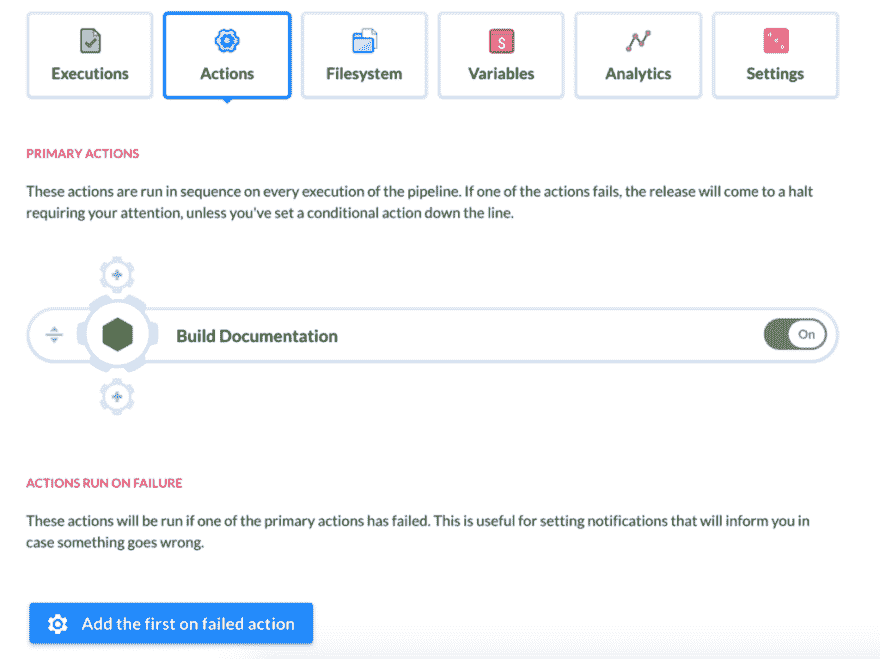 Executions
Actions
Filesystem
$
Variables
Analytics
Settings
PRIMARY ACTIONS
These actions are run in sequence on every execution of the pipeline. If one of the actions fails, the release will come to a halt
requiring your attention, unless you've set a conditional action down the line.
Build Documentation
On
ACTIONS RUN ON FAILURE
These actions will be run if one of the primary actions has failed. This is useful for setting notifications that will inform you in
case something goes wrong.
Add the first on failed action